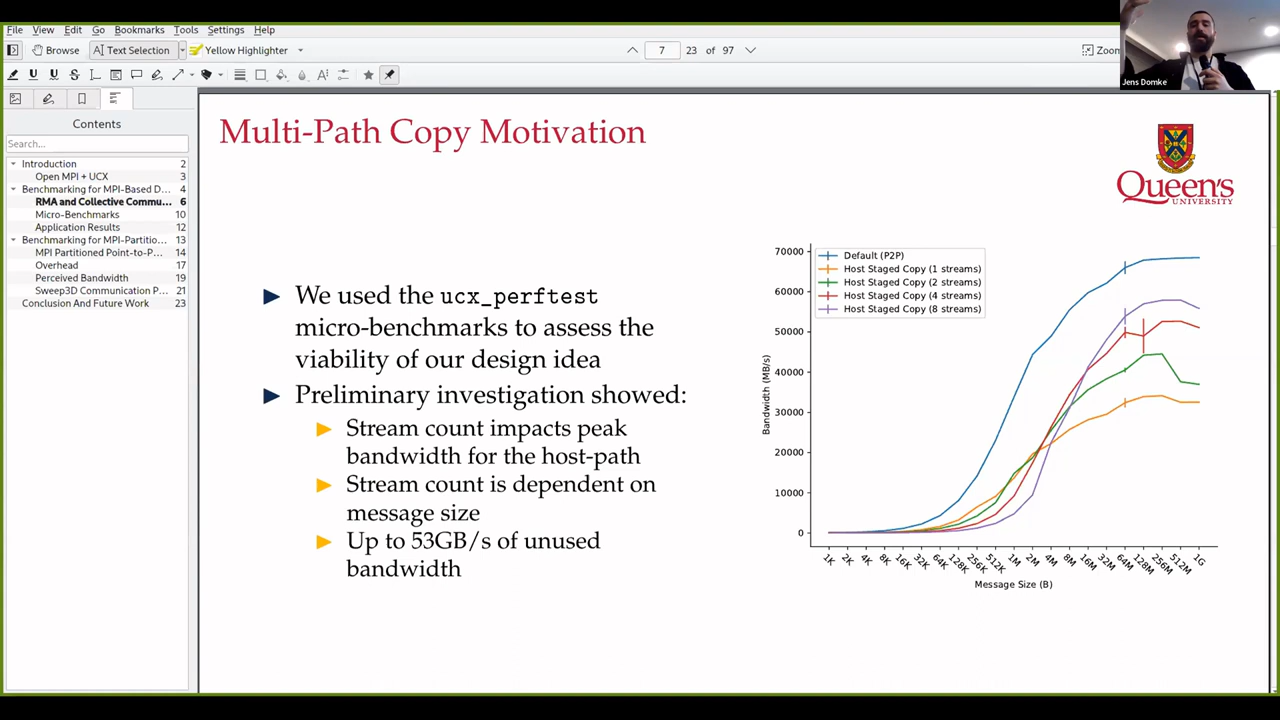 File View Edit Go Bookmarks Tools Settings Help
Browse Text Selection Yellow Highlighter 7 23 of 97 Zoom
Jens Domke
Contents
Search...
Introduction 2
Open MPI + UCX 3
Benchmarking for MPI-Based D... 4
RMA and Collective Commu... 6
Micro-Benchmarks 10
Application Results 12
Benchmarking for MPI-Partitio... 13
MPI Partitioned Point-to-P... 14
Overhead 17
Perceived Bandwidth 19
Sweep3D Communication P... 21
Conclusion And Future Work 23
Multi-Path Copy Motivation
Queen's
UNIVERSITY
We used the ucx_perftest
micro-benchmarks to assess the
viability of our design idea
Preliminary investigation showed:
Stream count impacts peak
bandwidth for the host-path
Stream count is dependent on
message size
Up to 53GB/s of unused
bandwidth
Default (P2P)
Host Staged Copy (1 streams)
Host Staged Copy (2 streams)
Host Staged Copy (4 streams)
Host Staged Copy (8 streams)
Bandwidth (MB/s)
70000
60000
50000
40000
30000
20000
10000
0
1K 2K 4K 8K 16K 32K 64K 128K 256K 512K 1M 2M 4M 8M 16M 32M 64M 128M 256M 512M 1G
Message Size (B)